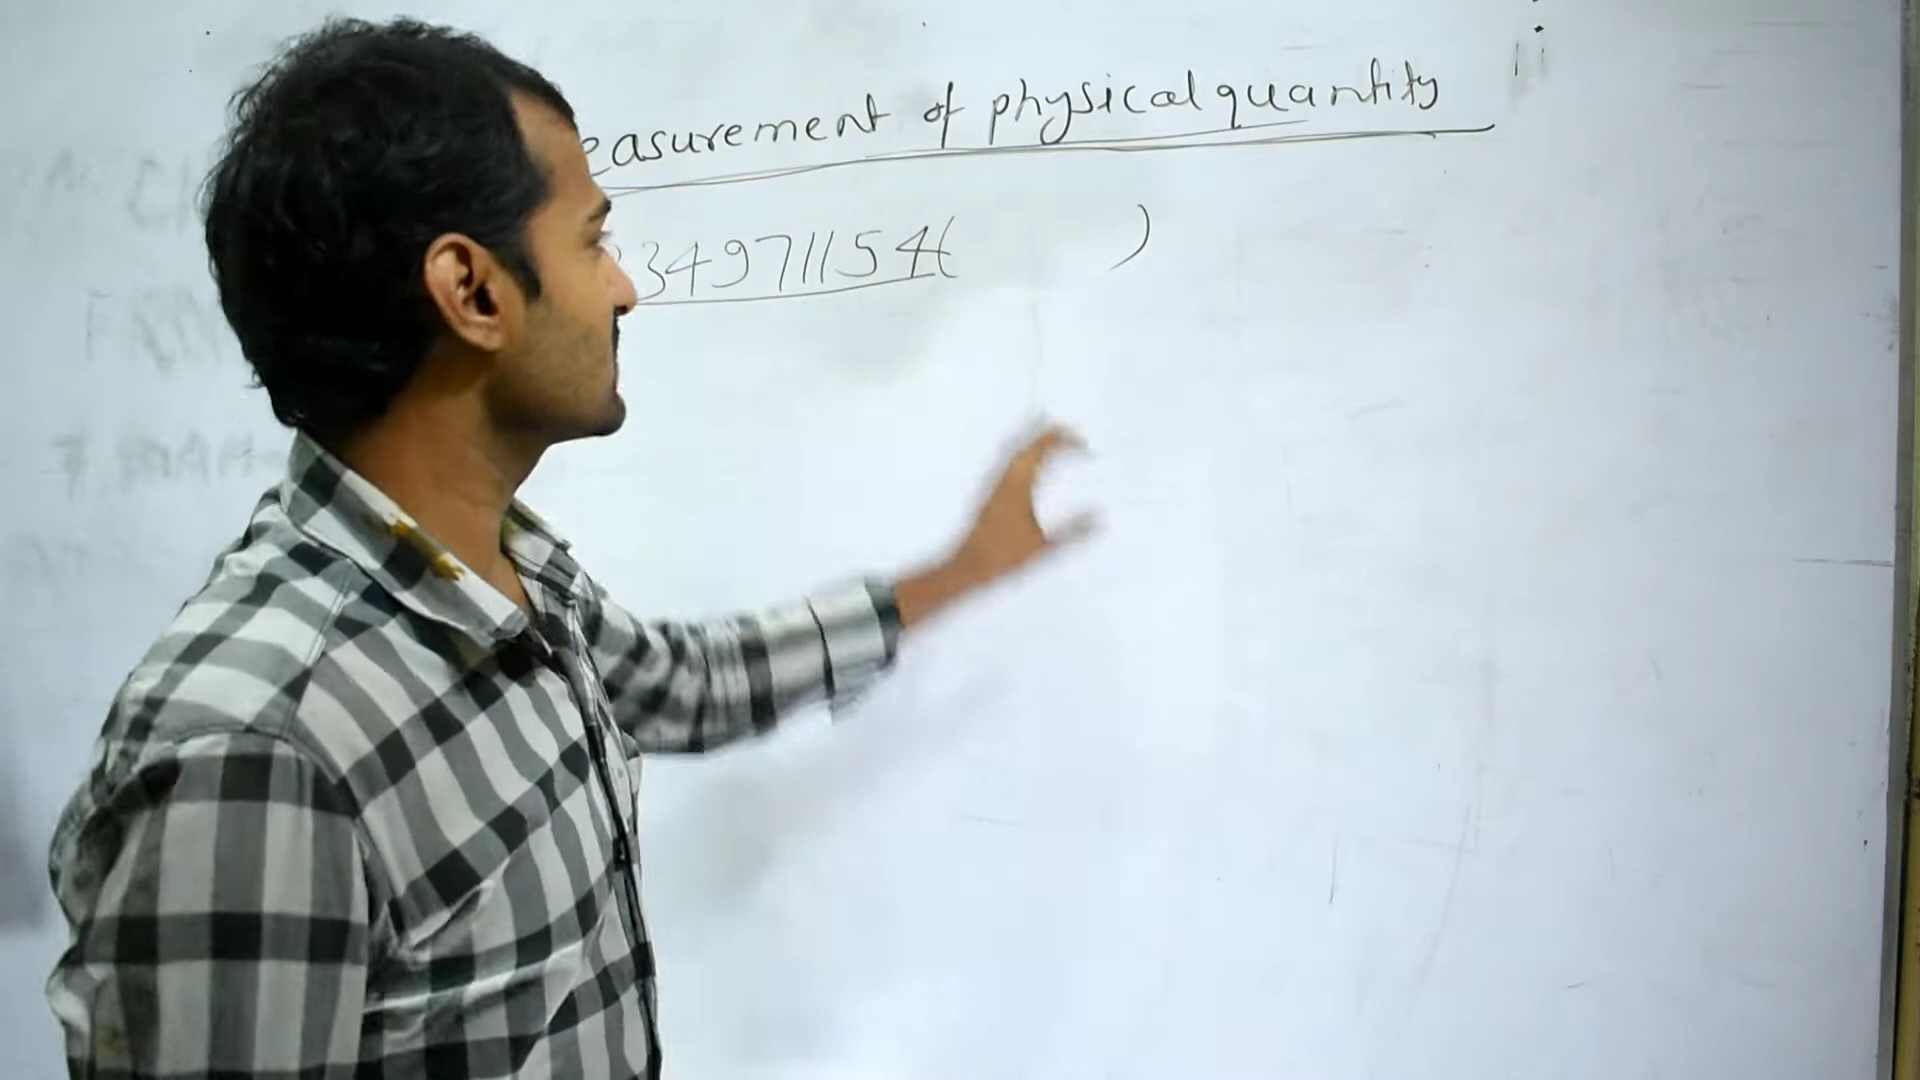 easurement of physical quantity
34971154( )